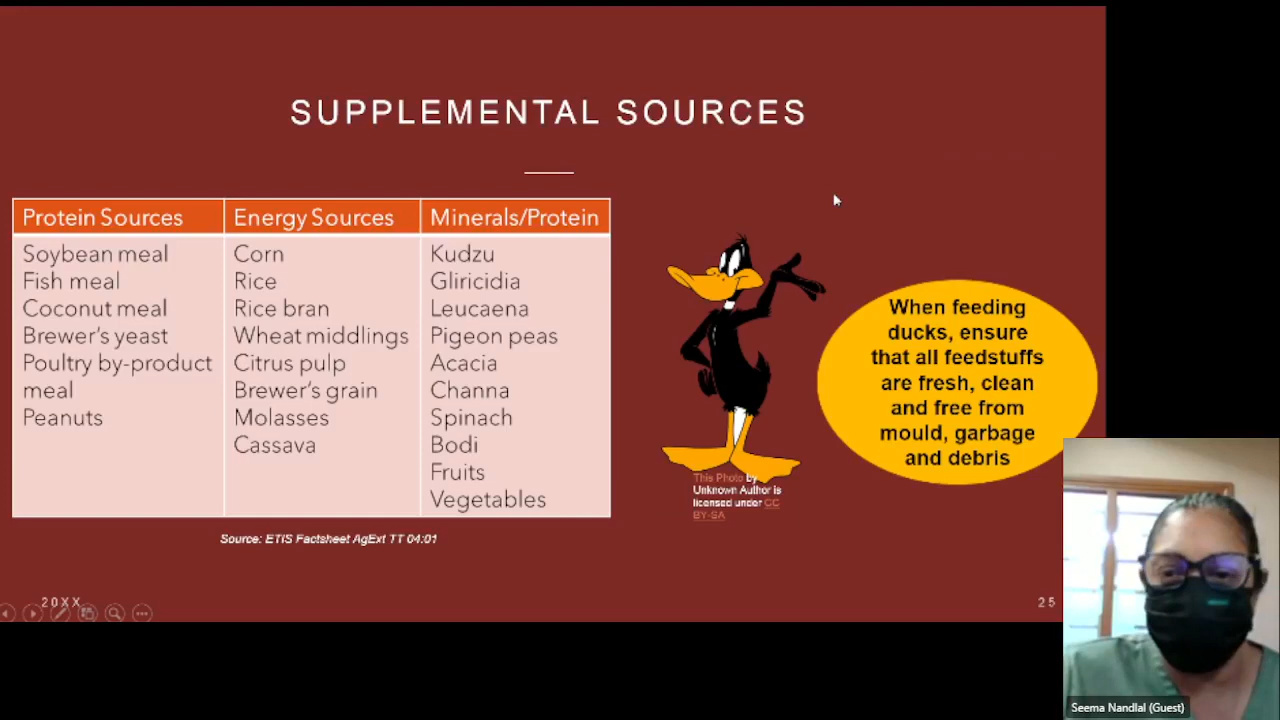 SUPPLEMENTAL SOURCES
Protein Sources
Soybean meal
Fish meal
Coconut meal
Brewer's yeast
Poultry by-product
meal
Peanuts
Energy Sources
Corn
Rice
Rice bran
Wheat middlings
Citrus pulp
Brewer's grain
Molasses
Cassava
Minerals/Protein
Kudzu
Gliricidia
Leucaena
Pigeon peas
Acacia
Channa
Spinach
Bodi
Fruits
Vegetables
Source: ETIS Factsheet AgExt TT 04:01
This Photo by
Unknown Author is
licensed under CC
BY-SA
When feeding
ducks, ensure
that all feedstuffs
are fresh, clean
and free from
mould, garbage
and debris
20XX
25
Seema Nandlal (Guest)